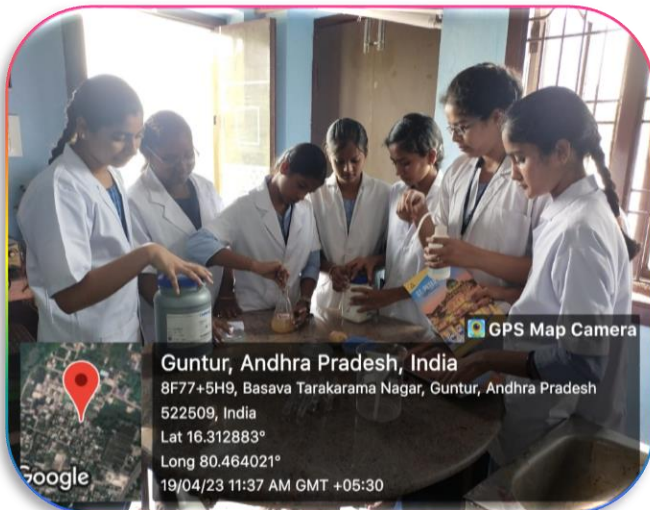 GPS Map Camera
Guntur, Andhra Pradesh, India
8F77+5H9, Basava Tarakarama Nagar, Guntur, Andhra Pradesh
522509, India
Lat 16.312883°
Long 80.464021°
19/04/23 11:37 AM GMT +05:30
Google